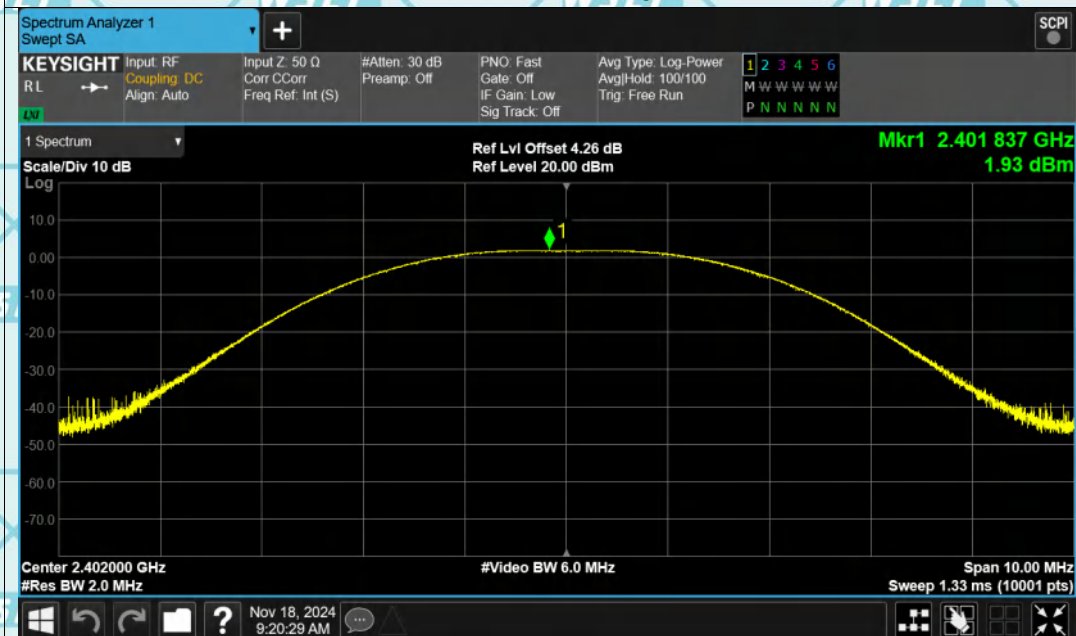 Spectrum Analyzer 1
Swept SA
+
SCPI
KEYSIGHT
R L
LXI
Input: RF
Coupling: DC
Align: Auto
Input Z: 50 Ω
Corr CCorr
Freq Ref: Int (S)
#Atten: 30 dB
Preamp: Off
PNO: Fast
Gate: Off
IF Gain: Low
Sig Track: Off
Avg Type: Log-Power
Avg|Hold: 100/100
Trig: Free Run
1 2 3 4 5 6
M W W W W W
P N N N N N
1 Spectrum
Scale/Div 10 dB
Log
Ref Lvl Offset 4.26 dB
Ref Level 20.00 dBm
Mkr1 2.401 837 GHz
1.93 dBm
1
10.0
0.00
-10.0
-20.0
-30.0
-40.0
-50.0
-60.0
-70.0
Center 2.402000 GHz
#Video BW 6.0 MHz
Span 10.00 MHz
#Res BW 2.0 MHz
Sweep 1.33 ms (10001 pts)
?
Nov 18, 2024
9:20:29 AM